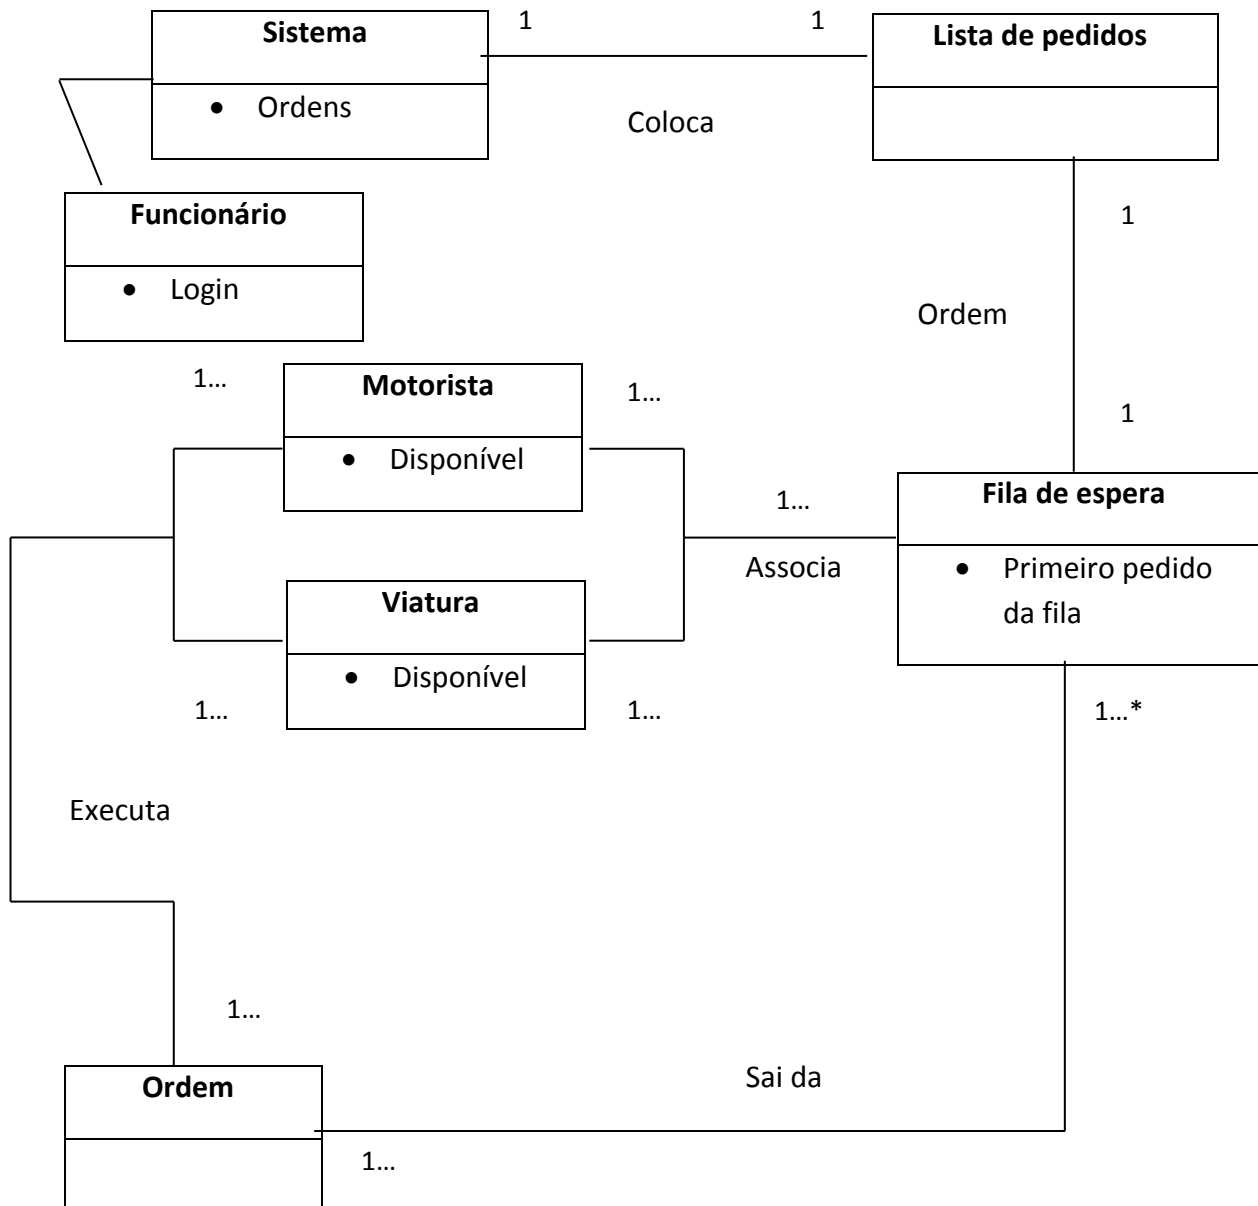 1
1
Sistema
Lista de pedidos
• Ordens
Coloca
Funcionário
1
• Login
Ordem
1...
Motorista
1...
1
• Disponível
Fila de espera
1...
• Primeiro pedido
da fila
Associa
Viatura
• Disponível
1...
1...
1...*
Executa
1...
Sai da
Ordem
1...